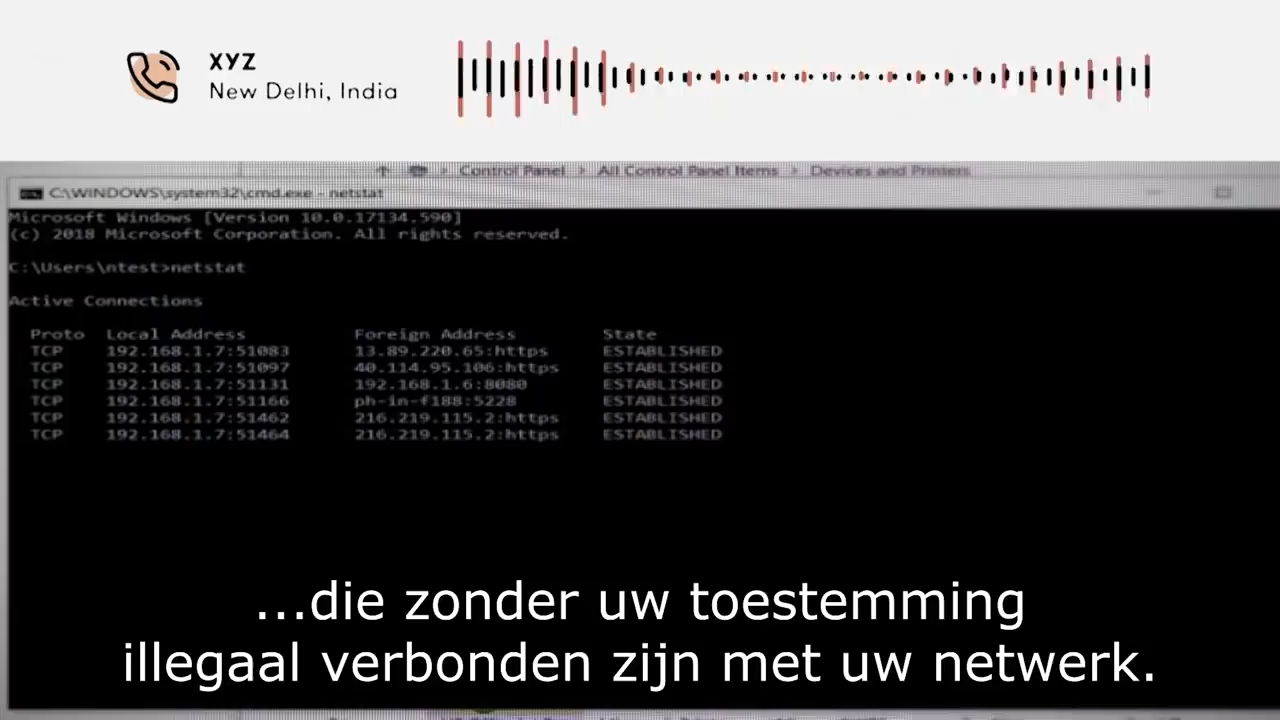 XYZ
New Delhi, India
Control Panel > All Control Panel Items > Devices and Printers
C:\WINDOWS\system32\cmd.exe - netstat
Microsoft Windows [Version 10.0.17134.590]
(c) 2018 Microsoft Corporation. All rights reserved.
C:\Users\ntest>netstat
Active Connections
Proto Local Address Foreign Address State
TCP 192.168.1.7:51083 13.89.220.65:https ESTABLISHED
TCP 192.168.1.7:51097 40.114.95.106:https ESTABLISHED
TCP 192.168.1.7:51131 192.168.1.6:8080 ESTABLISHED
TCP 192.168.1.7:51166 ph-in-f188:5228 ESTABLISHED
TCP 192.168.1.7:51462 216.219.115.2:https ESTABLISHED
TCP 192.168.1.7:51464 216.219.115.2:https ESTABLISHED
...die zonder uw toestemming
illegaal verbonden zijn met uw netwerk.